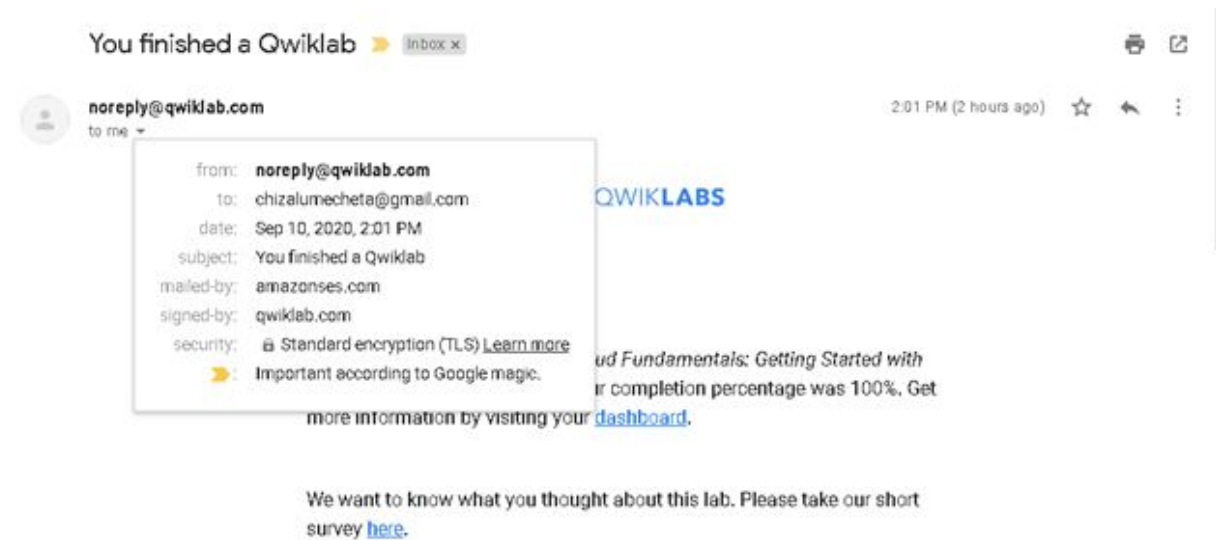 You finished a Qwiklab Inbox x
noreply@qwiklab.com 2:01 PM (2 hours ago)
to me
from: noreply@qwiklab.com
to: chizalumecheta@gmail.com
date: Sep 10, 2020, 2:01 PM
subject: You finished a Qwiklab
mailed-by: amazonses.com
signed-by: qwiklab.com
security: Standard encryption (TLS) Learn more
: Important according to Google magic.
QWIKLABS
ud Fundamentals: Getting Started with
r completion percentage was 100%. Get
more information by visiting your dashboard.
We want to know what you thought about this lab. Please take our short
survey here.